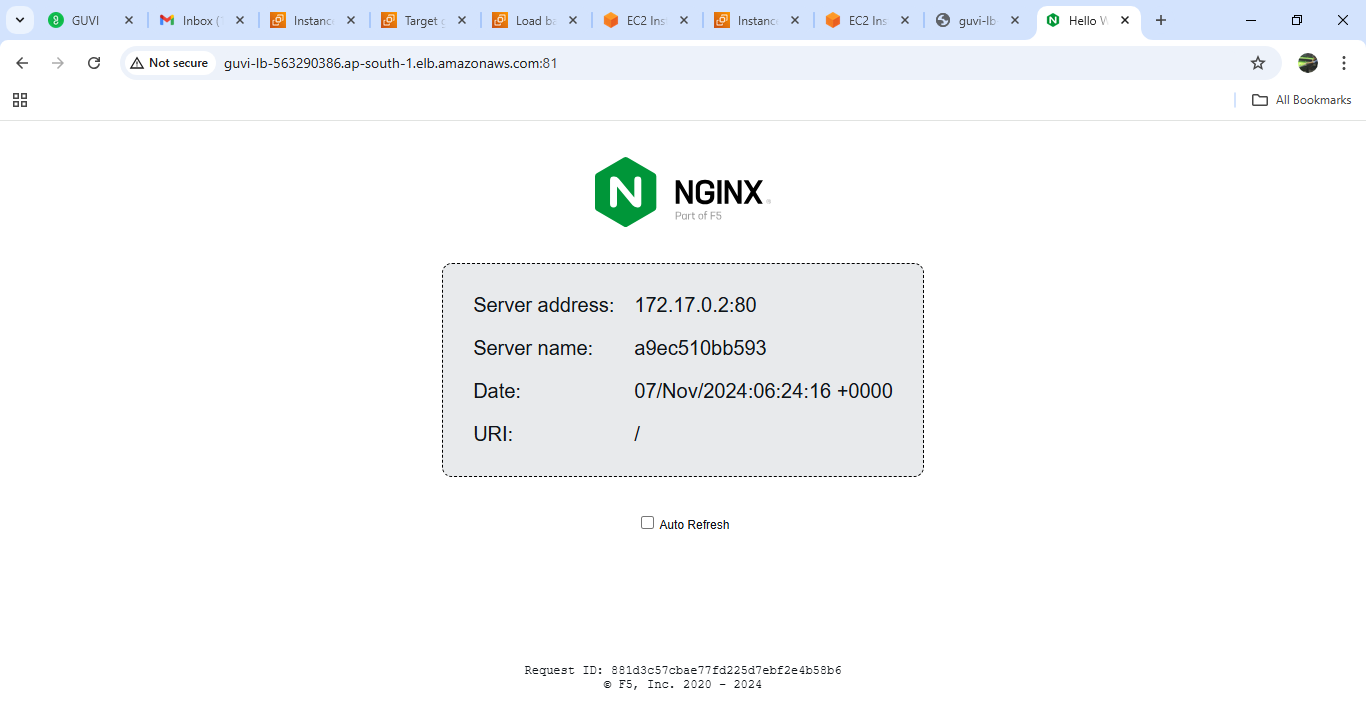 GUVI
Inbox (
Instance
Target g
Load ba
EC2 Ins
Instance
EC2 Ins
guvi-lb-
Hello W
Not secure
guvi-lb-563290386.ap-south-1.elb.amazonaws.com:81
All Bookmarks
NGINX
Part of F5
Server address: 172.17.0.2:80
Server name: a9ec510bb593
Date: 07/Nov/2024:06:24:16 +0000
URI: /
Auto Refresh
Request ID: 881d3c57cbae77fd225d7ebf2e4b58b6
© F5, Inc. 2020 - 2024